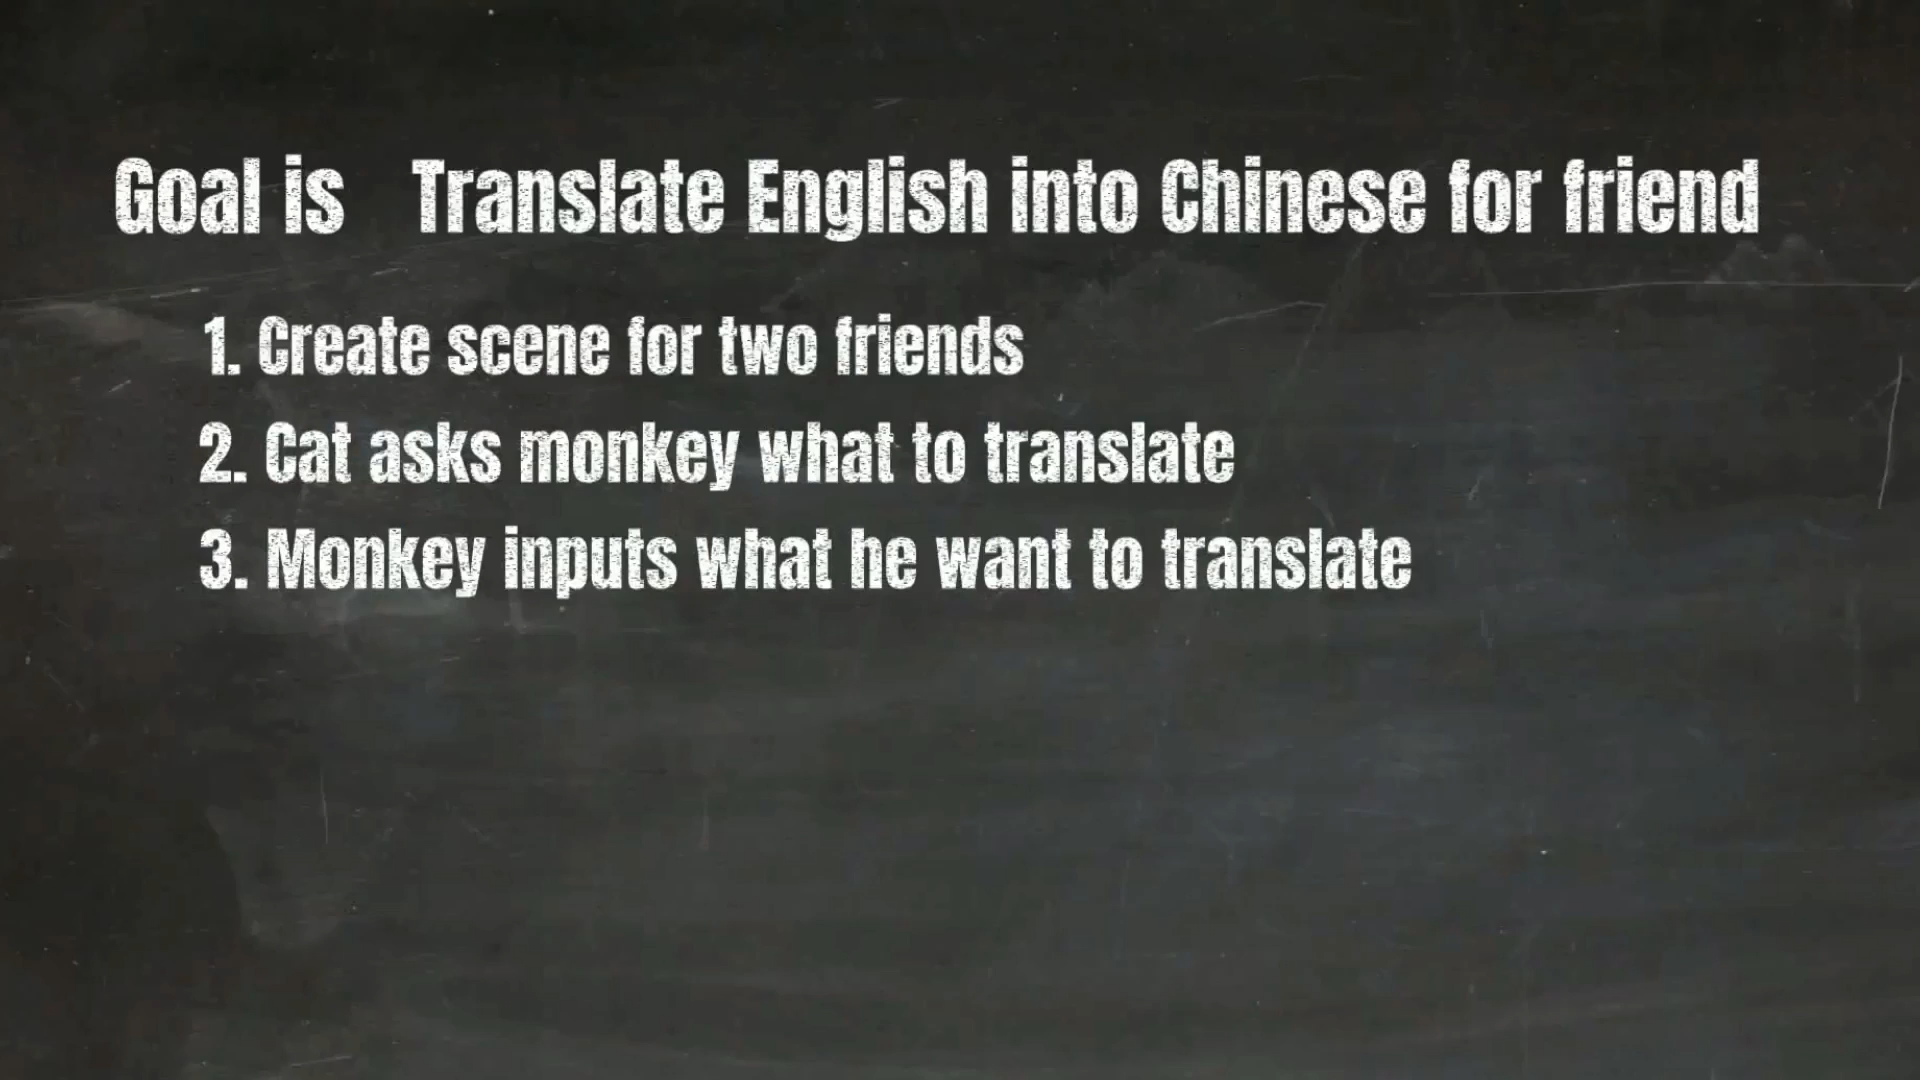 Goal is Translate English into Chinese for friend
1. Create scene for two friends
2. Cat asks monkey what to translate
3. Monkey inputs what he want to translate